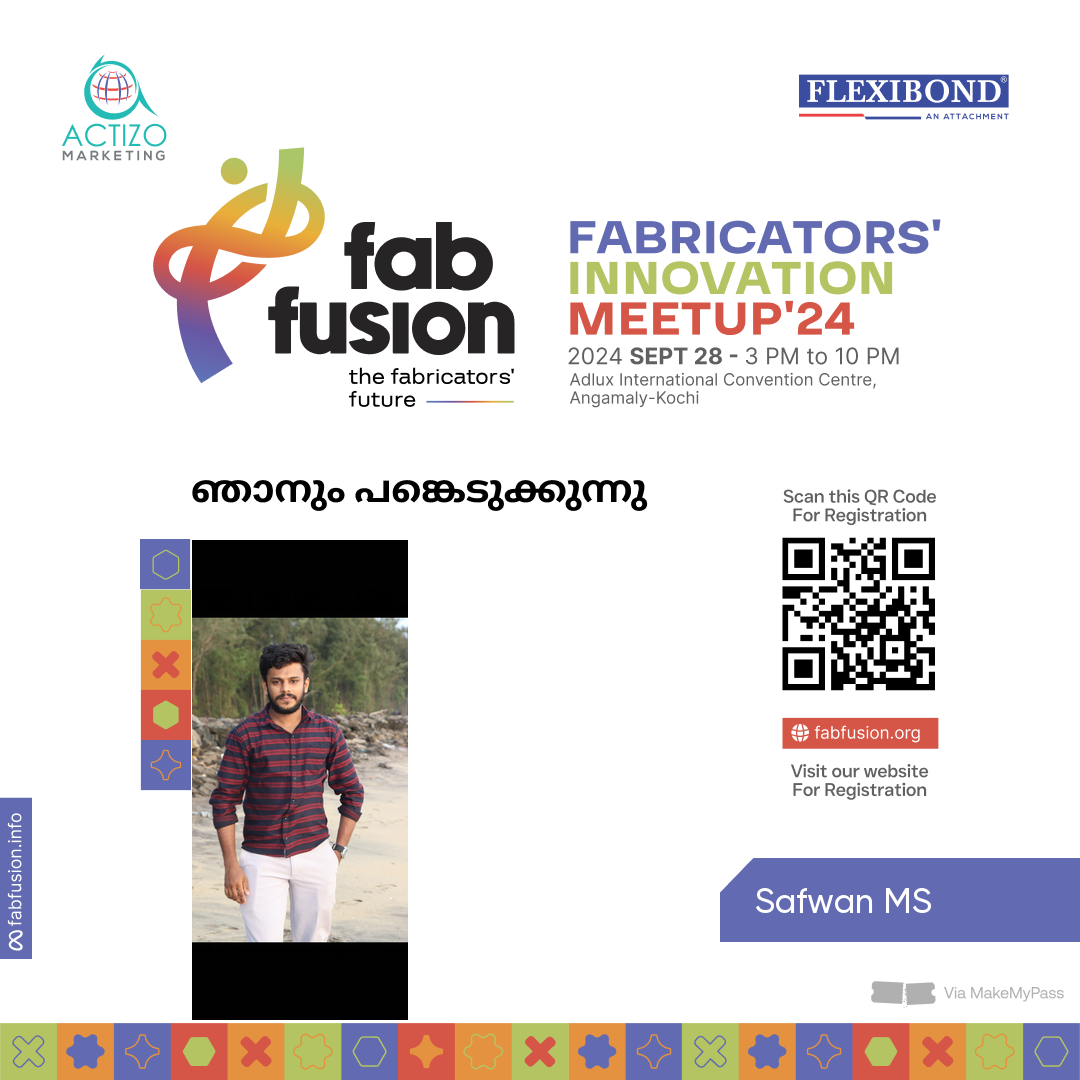 ACTIZO
MARKETING
FLEXIBOND®
AN ATTACHMENT
fab
fusion
the fabricators'
future
FABRICATORS'
INNOVATION
MEETUP'24
2024 SEPT 28 - 3 PM to 10 PM
Adlux International Convention Centre,
Angamaly-Kochi
ഞാനും പങ്കെടുക്കുന്നു
Scan this QR Code
For Registration
fabfusion.org
Visit our website
For Registration
fabfusion.info
Safwan MS
Via MakeMyPass